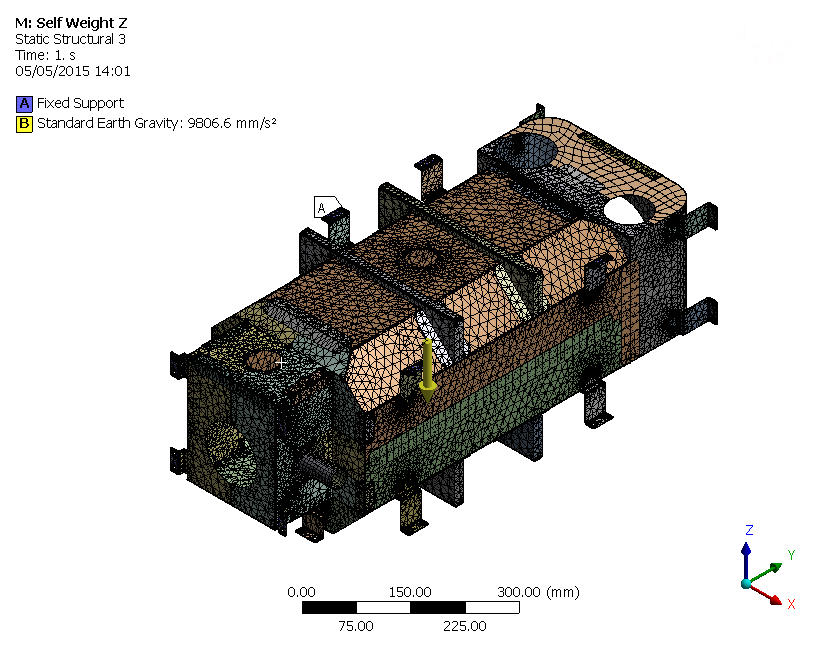 M: Self Weight Z
Static Structural 3
Time: 1. s
05/05/2015 14:01
A Fixed Support
B Standard Earth Gravity: 9806.6 mm/s²
A
Z
Y
X
0.00 150.00 300.00 (mm)
75.00 225.00